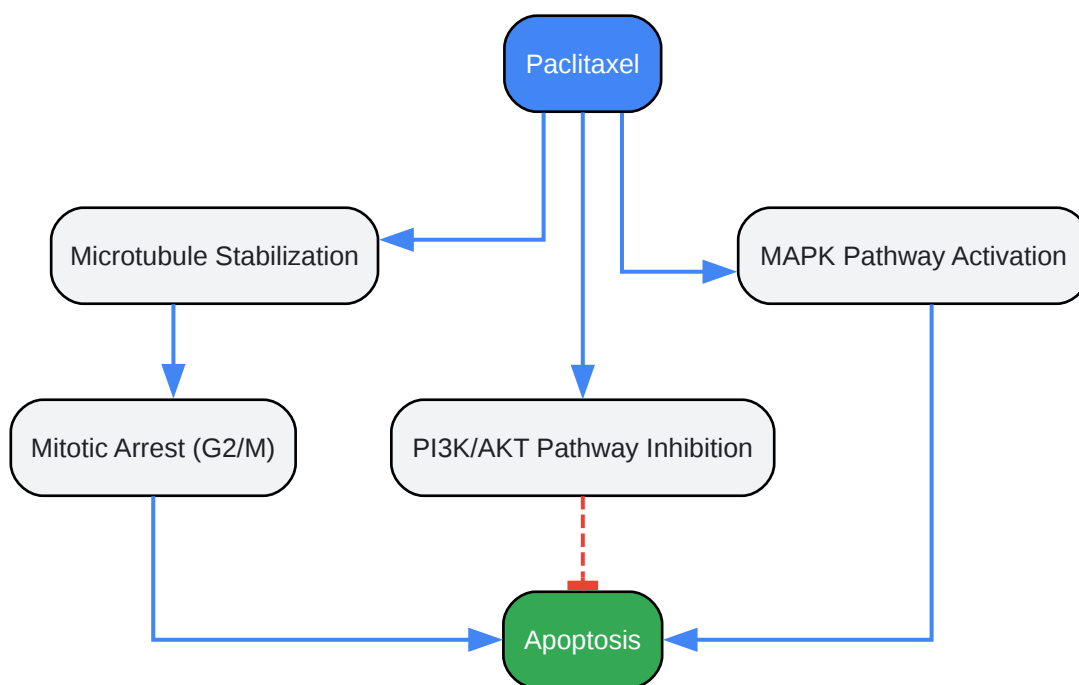 Paclitaxel
Microtubule Stabilization
MAPK Pathway Activation
Mitotic Arrest (G2/M)
PI3K/AKT Pathway Inhibition
Apoptosis